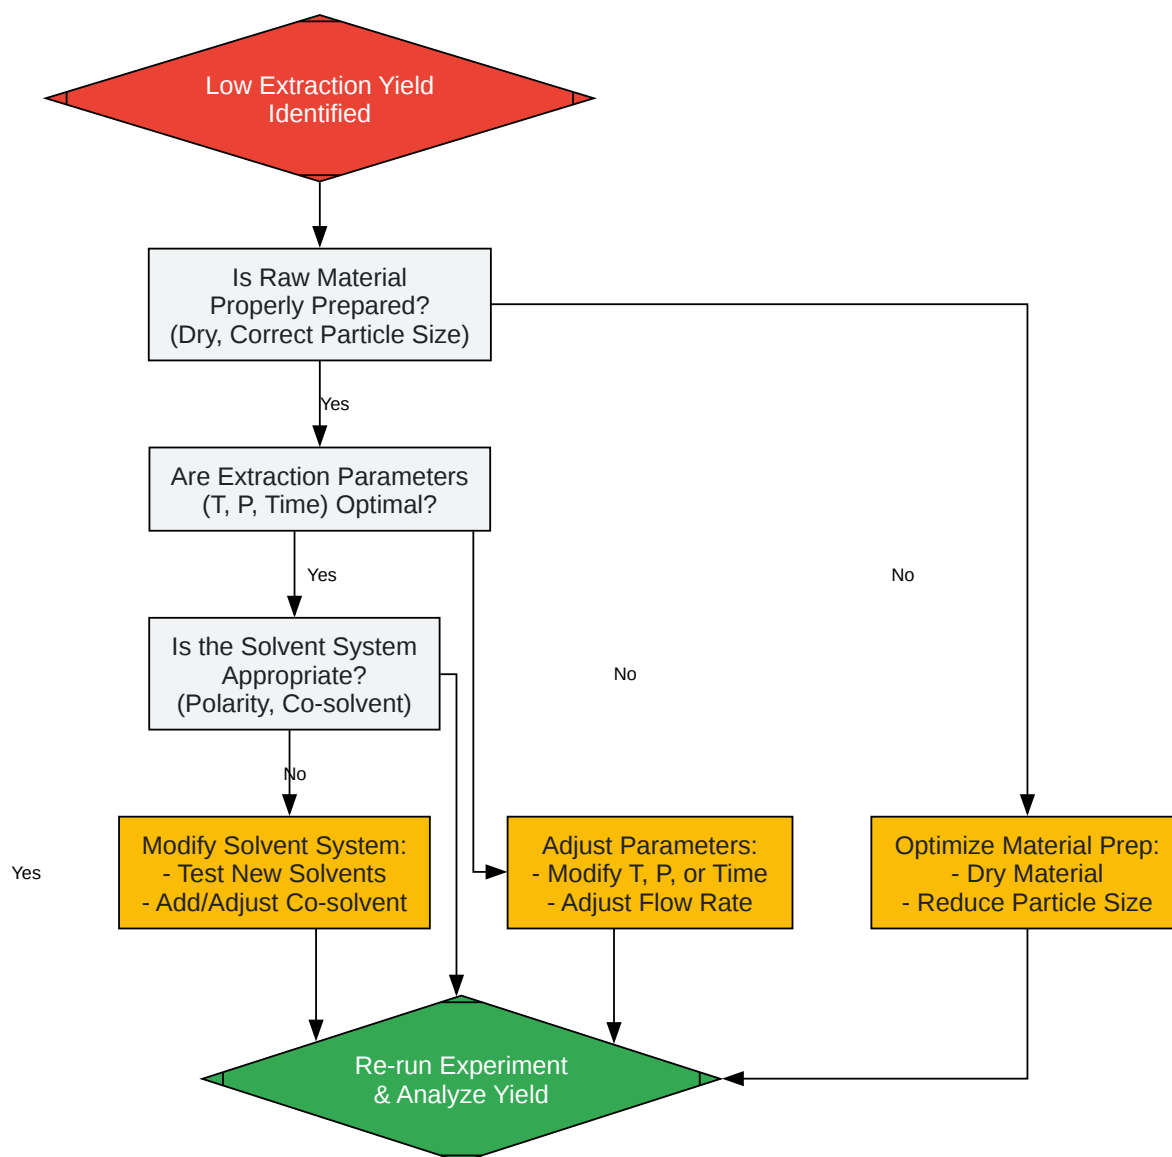 Low Extraction Yield
Identified
Is Raw Material
Properly Prepared?
(Dry, Correct Particle Size)
Yes
Are Extraction Parameters
(T, P, Time) Optimal?
Yes
No
Is the Solvent System
Appropriate?
(Polarity, Co-solvent)
No
No
Modify Solvent System:
- Test New Solvents
- Add/Adjust Co-solvent
Adjust Parameters:
- Modify T, P, or Time
- Adjust Flow Rate
Optimize Material Prep:
- Dry Material
- Reduce Particle Size
Yes
Re-run Experiment
& Analyze Yield